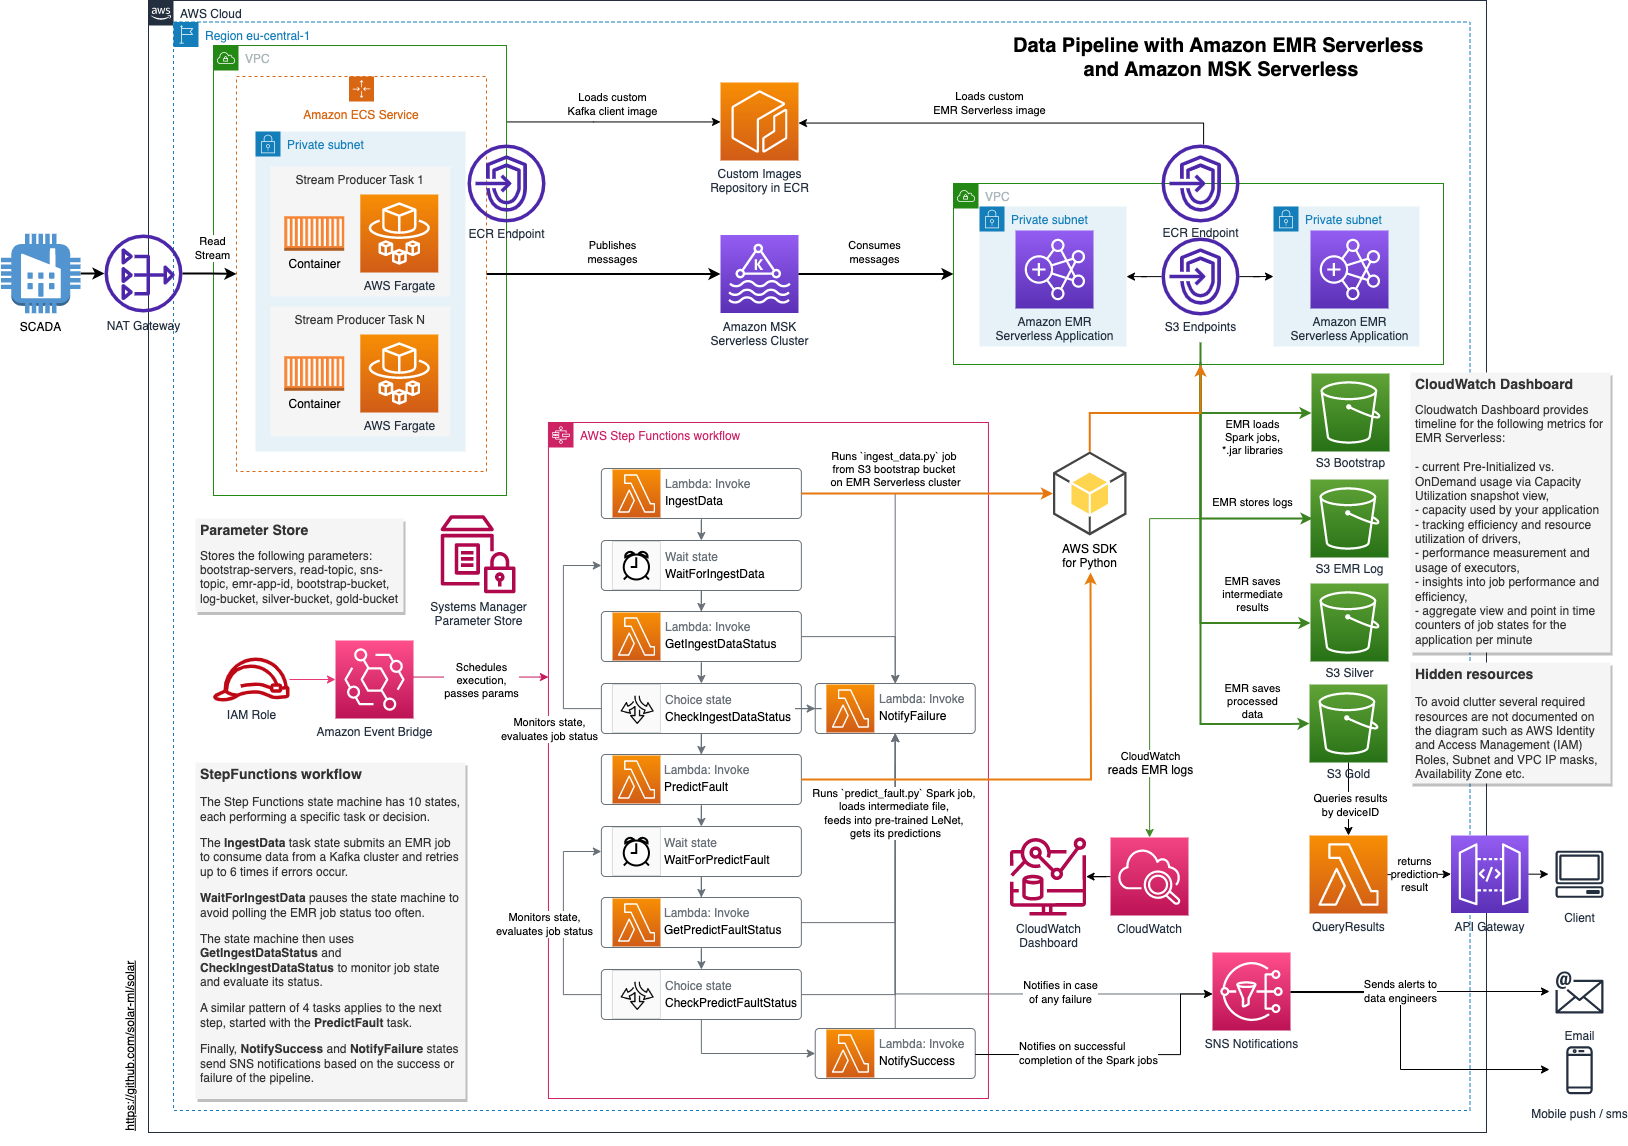 aws
AWS Cloud
Region eu-central-1
VPC
Data Pipeline with Amazon EMR Serverless
and Amazon MSK Serverless
Amazon ECS Service
Private subnet
Stream Producer Task 1
Container
AWS Fargate
Stream Producer Task N
Container
AWS Fargate
SCADA
NAT Gateway
Read
Stream
ECR Endpoint
Loads custom
Kafka client image
Custom Images
Repository in ECR
Loads custom
EMR Serverless image
Publishes
messages
K
Amazon MSK
Serverless Cluster
Consumes
messages
VPC
Private subnet
Amazon EMR
Serverless Application
ECR Endpoint
S3 Endpoints
Private subnet
Amazon EMR
Serverless Application
EMR loads
Spark jobs,
*.jar libraries
S3 Bootstrap
EMR stores logs
S3 EMR Log
EMR saves
intermediate
results
S3 Silver
EMR saves
processed
data
S3 Gold
CloudWatch Dashboard
Cloudwatch Dashboard provides
timeline for the following metrics for
EMR Serverless:
- current Pre-Initialized vs.
OnDemand usage via Capacity
Utilization snapshot view,
- capacity used by your application
- tracking efficiency and resource
utilization of drivers,
- performance measurement and
usage of executors,
- insights into job performance and
efficiency,
- aggregate view and point in time
counters of job states for the
application per minute
Hidden resources
To avoid clutter several required
resources are not documented on
the diagram such as AWS Identity
and Access Management (IAM)
Roles, Subnet and VPC IP masks,
Availability Zone etc.
AWS Step Functions workflow
Lambda: Invoke
IngestData
Wait state
WaitForIngestData
Lambda: Invoke
GetIngestDataStatus
Choice state
CheckIngestDataStatus
Lambda: Invoke
NotifyFailure
Lambda: Invoke
PredictFault
Wait state
WaitForPredictFault
Lambda: Invoke
GetPredictFaultStatus
Choice state
CheckPredictFaultStatus
Lambda: Invoke
NotifySuccess
Runs `ingest_data.py` job
from S3 bootstrap bucket
on EMR Serverless cluster
AWS SDK
for Python
Runs `predict_fault.py` Spark job,
loads intermediate file,
feeds into pre-trained LeNet,
gets its predictions
Monitors state,
evaluates job status
Monitors state,
evaluates job status
Parameter Store
Stores the following parameters:
bootstrap-servers, read-topic, sns-
topic, emr-app-id, bootstrap-bucket,
log-bucket, silver-bucket, gold-bucket
Systems Manager
Parameter Store
IAM Role
Amazon Event Bridge
Schedules
execution,
passes params
StepFunctions workflow
The Step Functions state machine has 10 states,
each performing a specific task or decision.
The IngestData task state submits an EMR job
to consume data from a Kafka cluster and retries
up to 6 times if errors occur.
WaitForIngestData pauses the state machine to
avoid polling the EMR job status too often.
The state machine then uses
GetIngestDataStatus and
CheckIngestDataStatus to monitor job state
and evaluate its status.
A similar pattern of 4 tasks applies to the next
step, started with the PredictFault task.
Finally, NotifySuccess and NotifyFailure states
send SNS notifications based on the success or
failure of the pipeline.
https://github.com/solar-ml/solar
CloudWatch
reads EMR logs
CloudWatch
Dashboard
CloudWatch
Queries results
by deviceID
QueryResults
returns
prediction
result
</>
API Gateway
Client
Notifies in case
of any failure
Notifies on successful
completion of the Spark jobs
SNS Notifications
Sends alerts to
data engineers
@
Email
Mobile push / sms